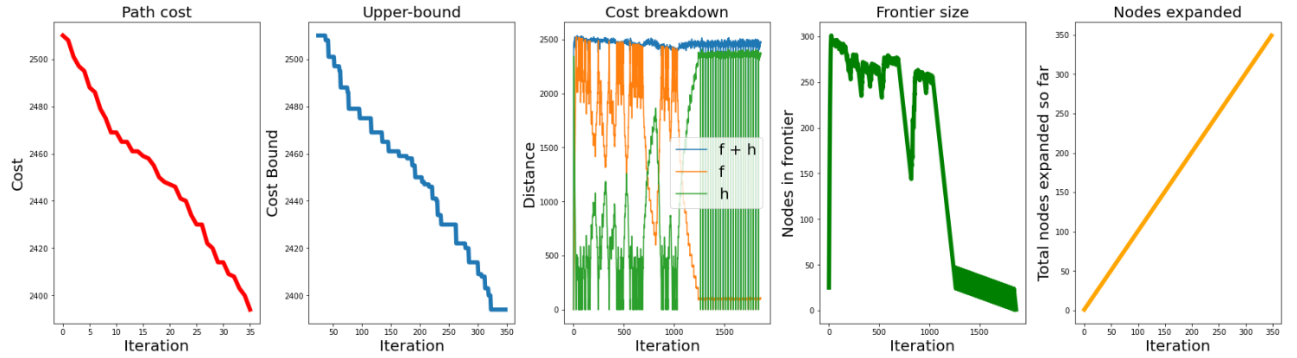 Path cost
Cost
2500
2480
2460
2440
2420
2400
0 5 10 15 20 25 30 35
Iteration
Upper-bound
Cost Bound
2500
2480
2460
2440
2420
2400
50 100 150 200 250 300 350
Iteration
Cost breakdown
Distance
2500
2000
1500
1000
500
0
f + h
f
h
0 500 1000 1500
Iteration
Frontier size
Nodes in frontier
300
250
200
150
100
50
0
0 500 1000 1500
Iteration
Nodes expanded
Total nodes expanded so far
350
300
250
200
150
100
50
0
0 50 100 150 200 250 300 350
Iteration